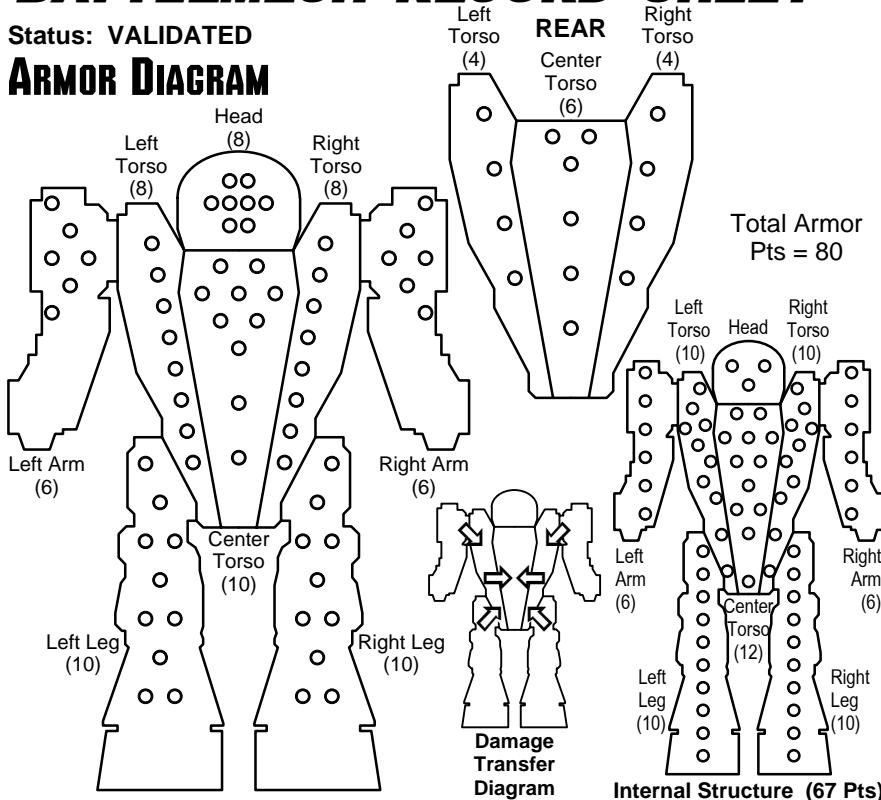 BATTLEMECH RECORD SHEET
Status: VALIDATED
ARMOR DIAGRAM
Head
(8)
Left
Torso
(8)
Right
Torso
(8)
Left Arm
(6)
Right Arm
(6)
Center
Torso
(10)
Left Leg
(10)
Right Leg
(10)
Left
Torso
(4)
REAR
Center
Torso
(6)
Right
Torso
(4)
Total Armor
Pts = 80
Damage
Transfer
Diagram
Left
Torso
(10)
Head
Right
Torso
(10)
Left
Arm
(6)
Right
Arm
(6)
Center
Torso
(12)
Left
Leg
(10)
Right
Leg
(10)
Internal Structure (67 Pts)